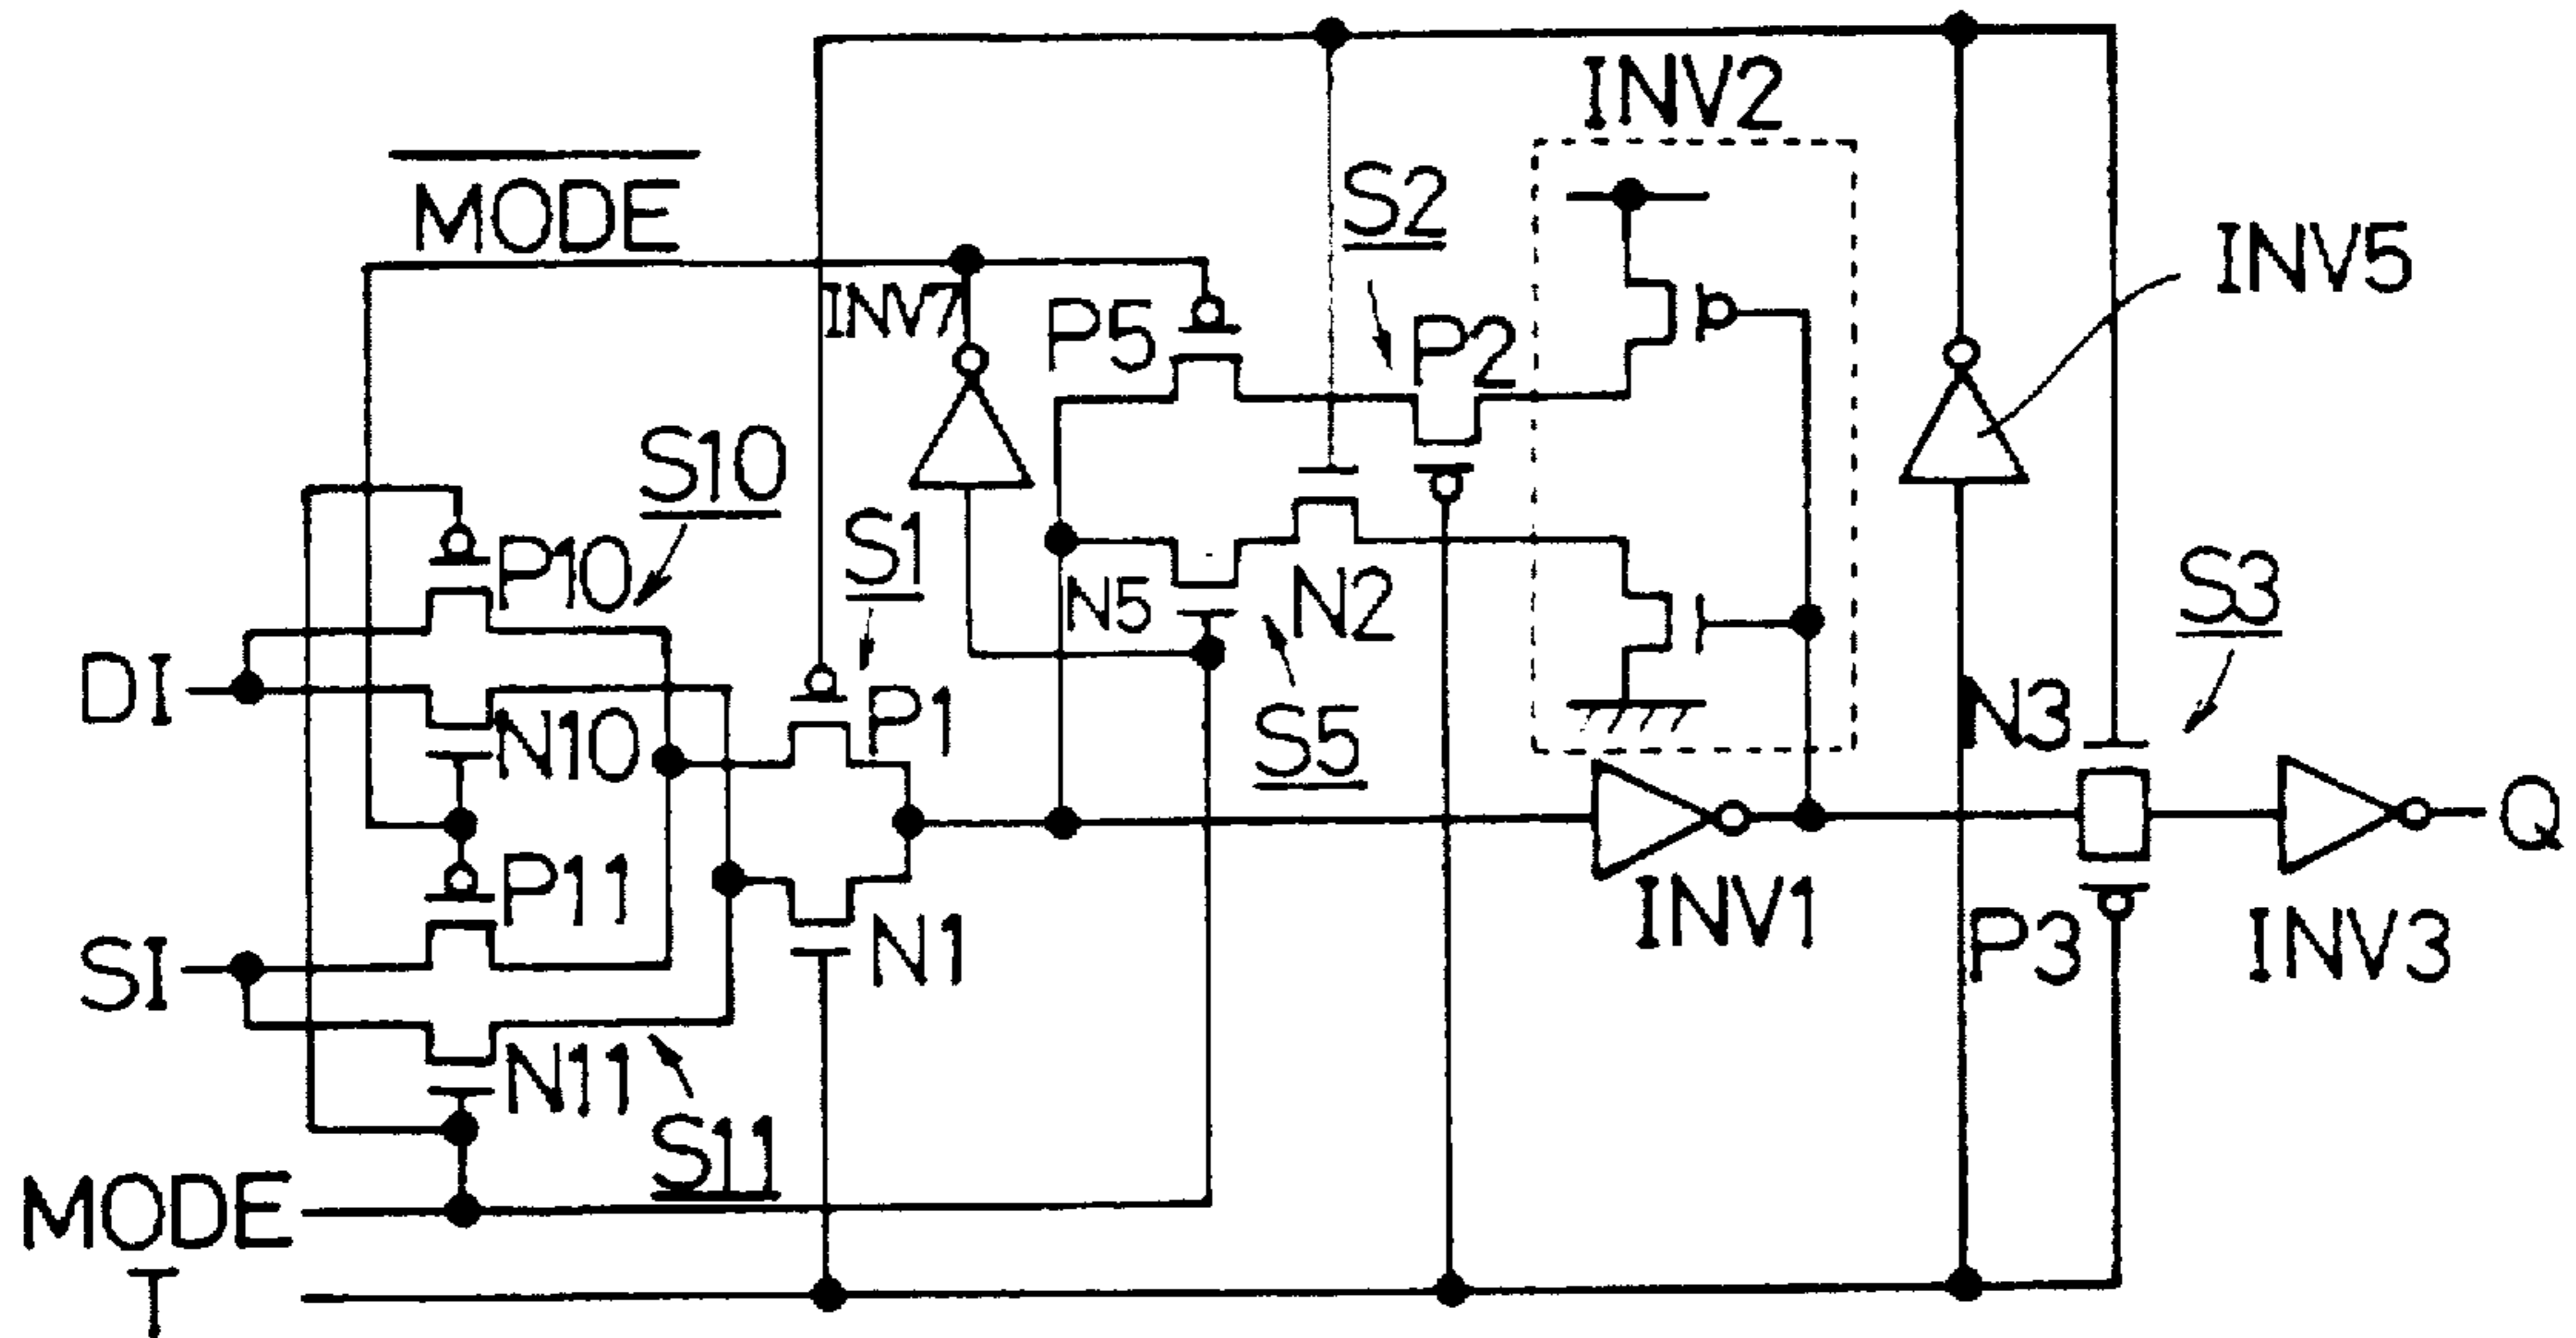 INV2
MODE
S2
INV5
INV7
P5
P2
S10
S1
P10
S3
N5
N2
DI
N10
P1
S5
N3
P11
INV1
Q
SI
N1
P3
INV3
N11
S11
MODE
T